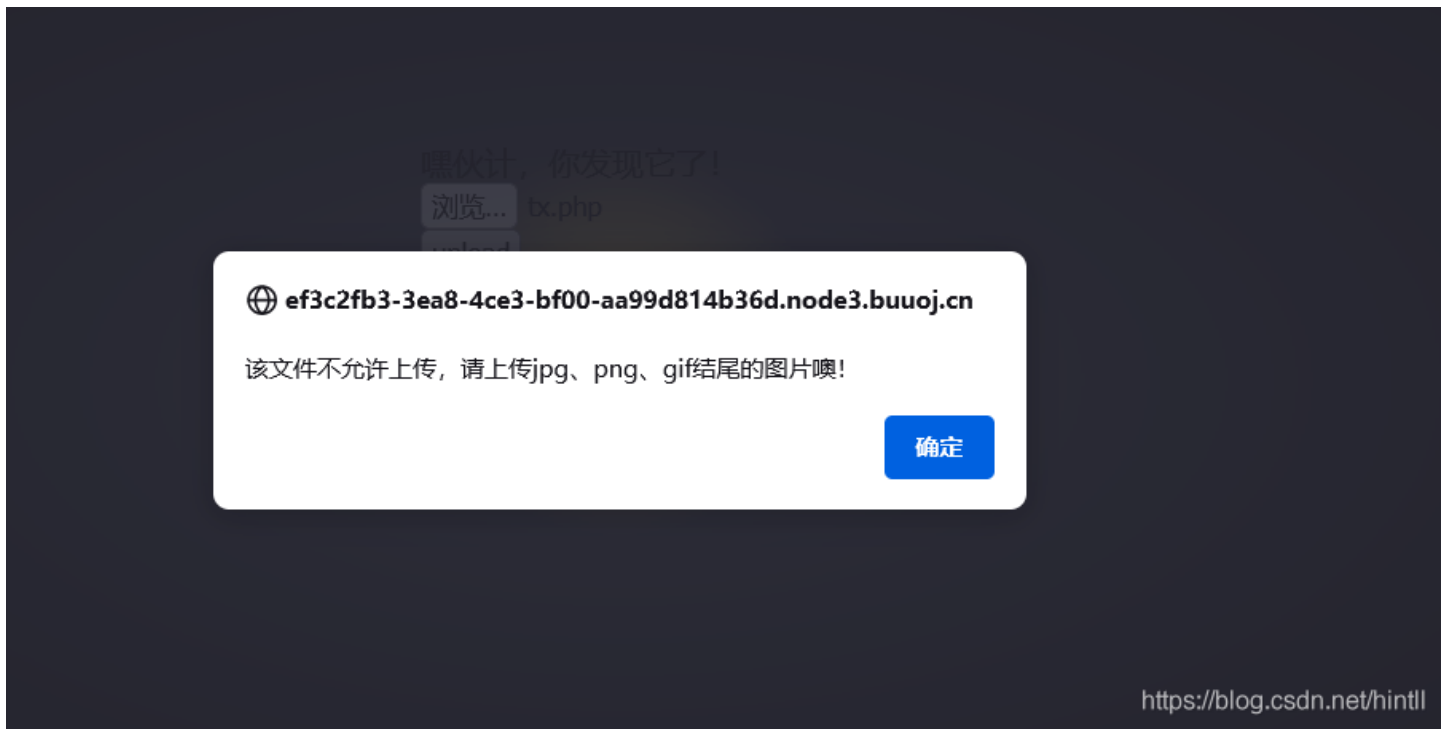 嘿伙计，你发现它了！
浏览... tx.php
upload
ef3c2fb3-3ea8-4ce3-bf00-aa99d814b36d.node3.buuoj.cn
该文件不允许上传，请上传jpg、png、gif结尾的图片噢！
确定
https://blog.csdn.net/hintll